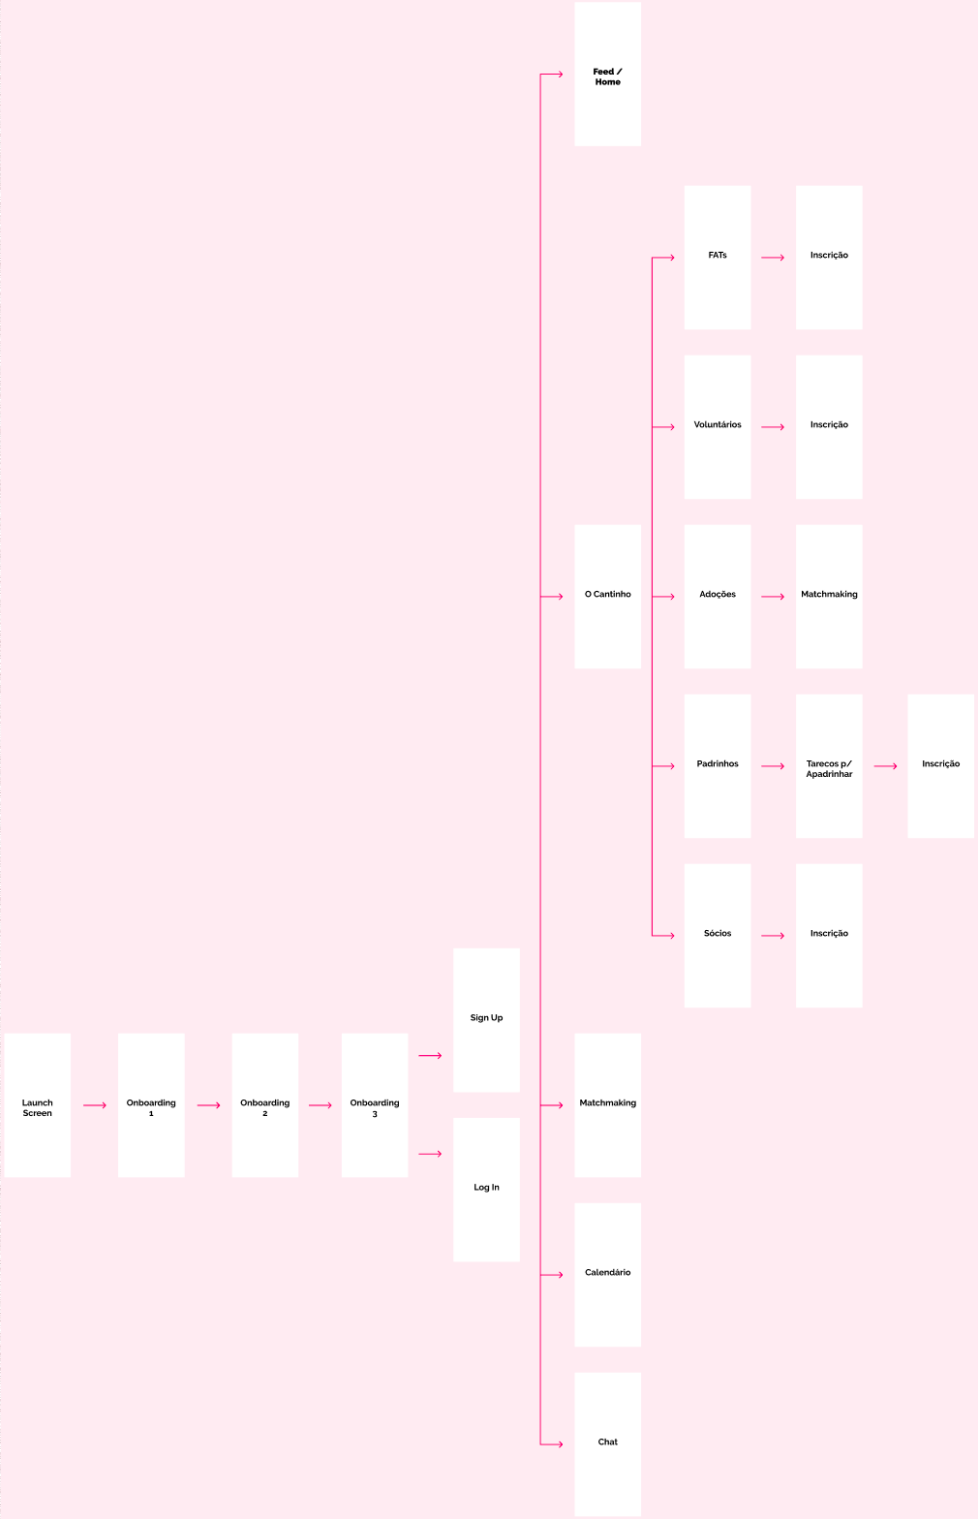 Feed /
Home
FATs
Inscrição
Voluntários
Inscrição
O Cantinho
Adoções
Matchmaking
Padrinhos
Tarecos p/
Apadrinhar
Inscrição
Sócios
Inscrição
Sign Up
Launch
Screen
Onboarding
1
Onboarding
2
Onboarding
3
Matchmaking
Log In
Calendário
Chat